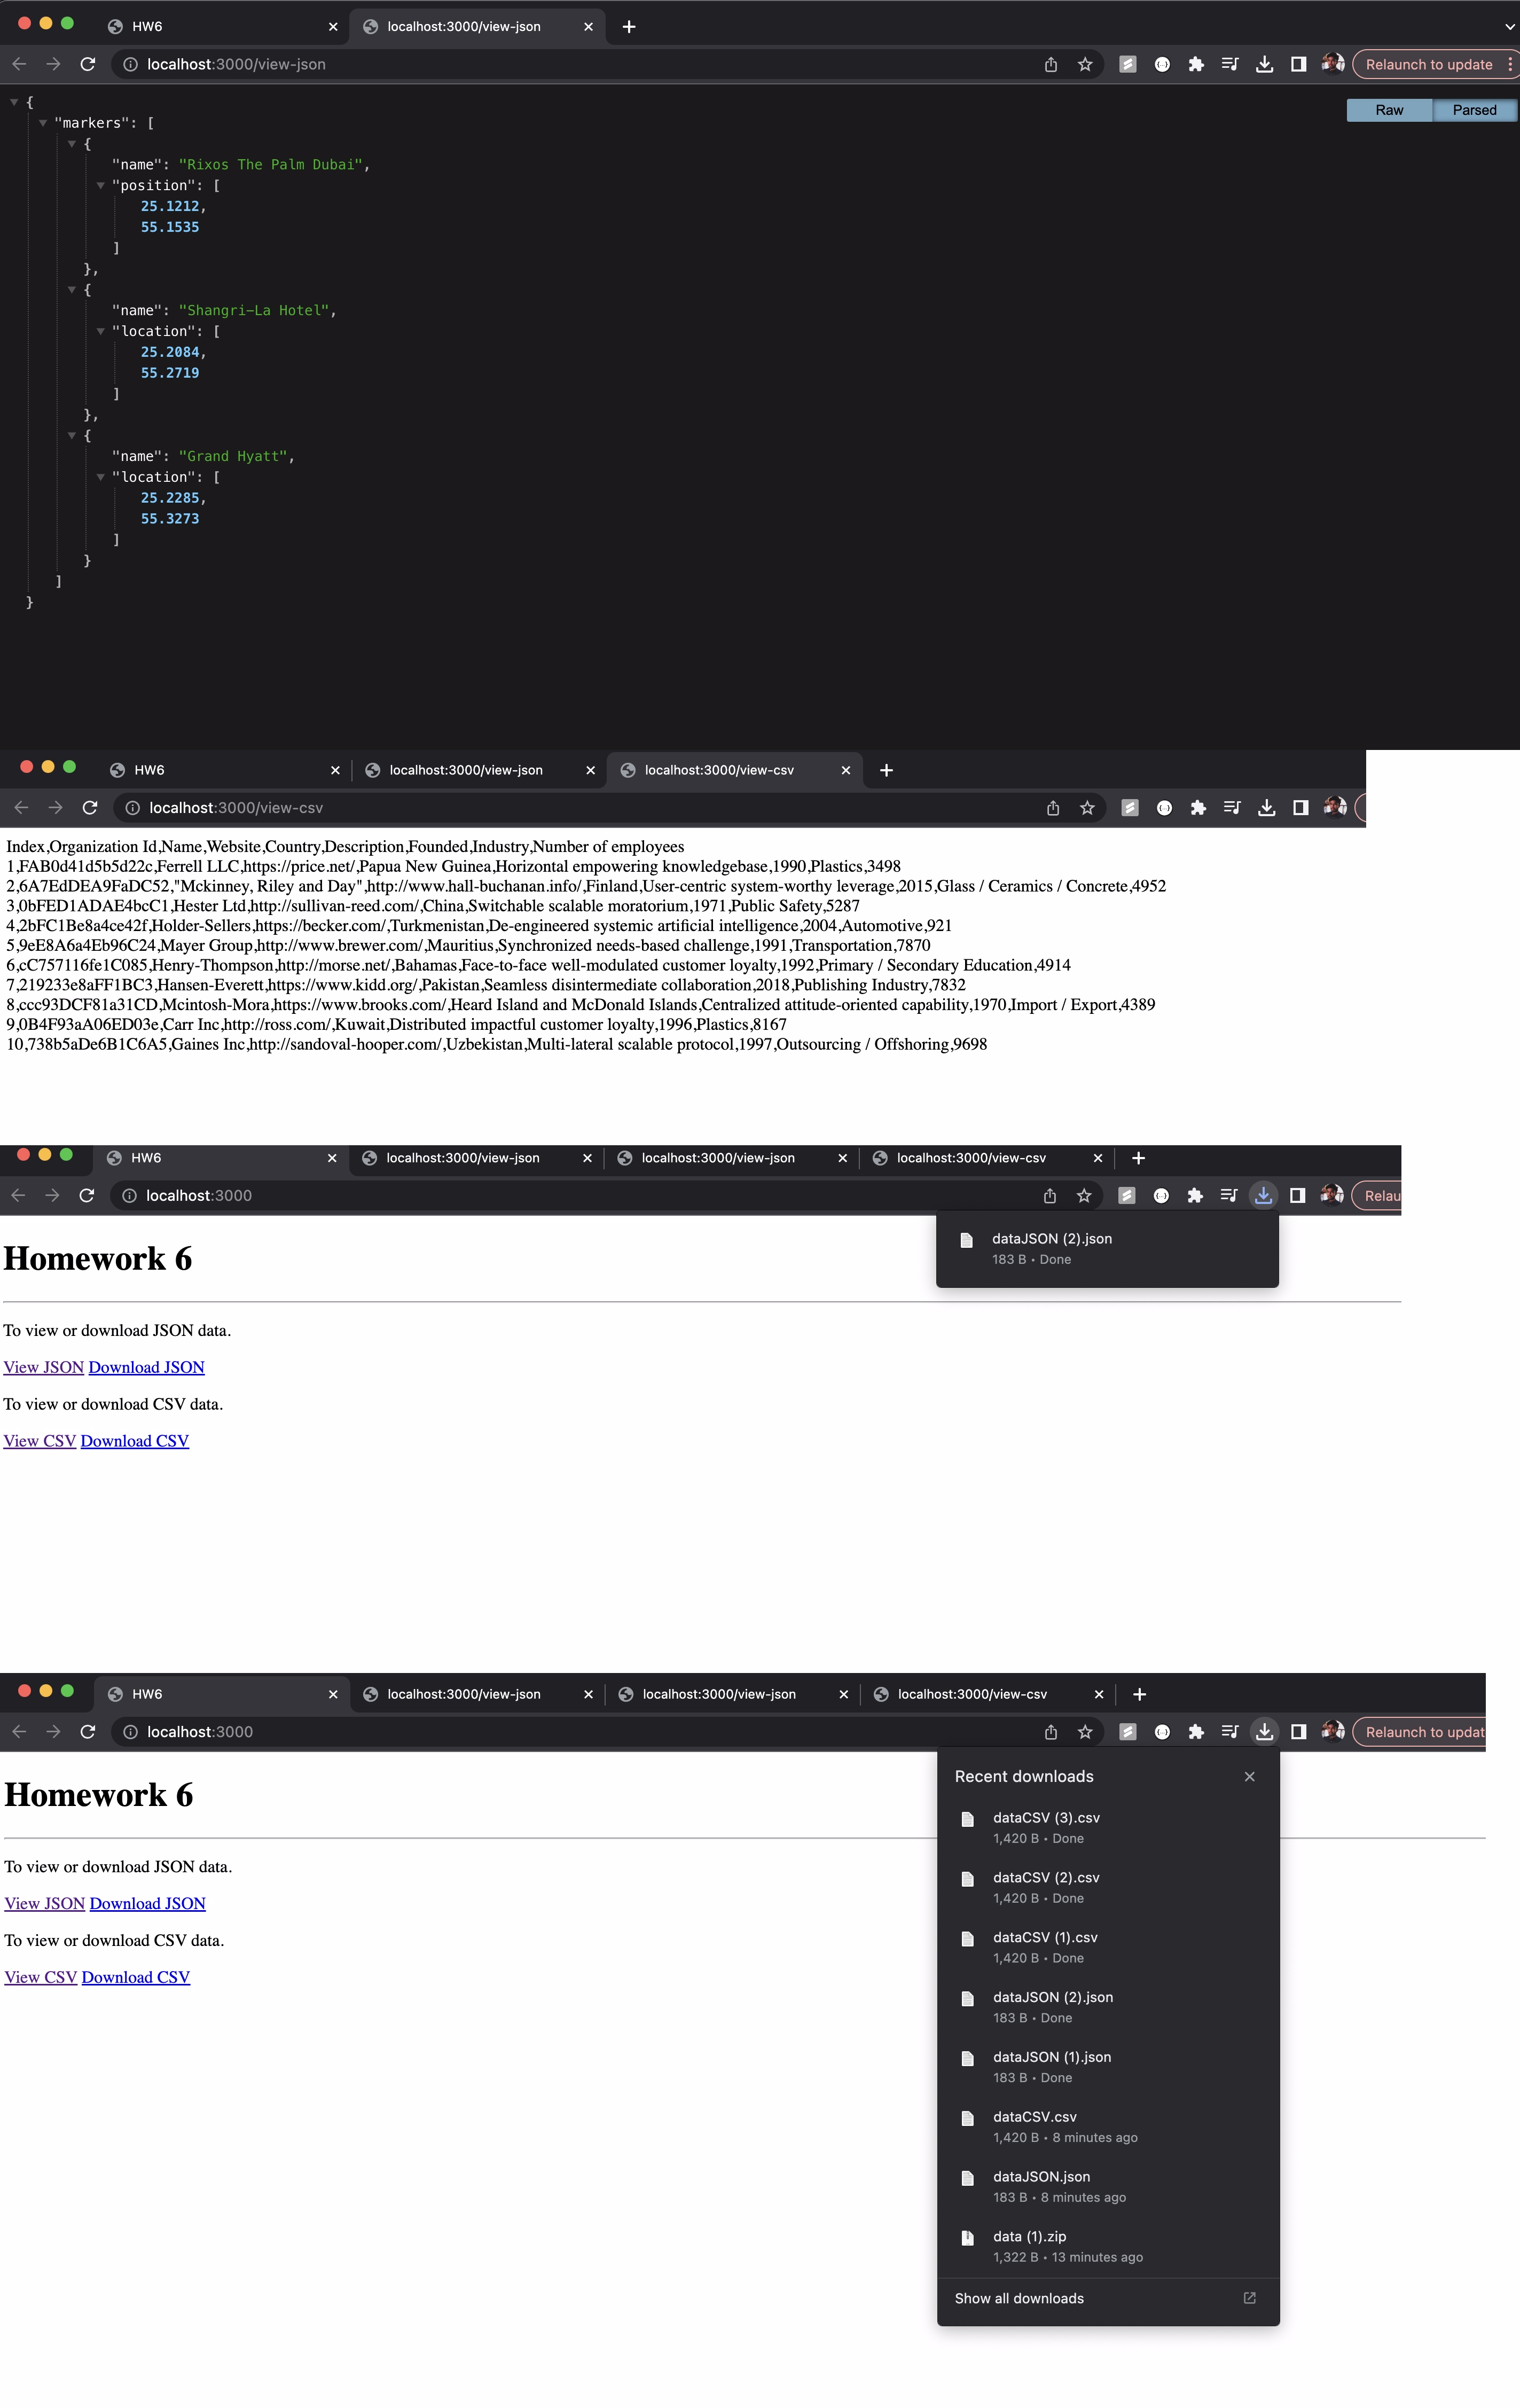 HW6
localhost:3000/view-json
localhost:3000/view-json
Relaunch to update
Raw
Parsed
{
"markers": [
{
"name": "Rixos The Palm Dubai",
"position": [
25.1212,
55.1535
]
},
{
"name": "Shangri-La Hotel",
"location": [
25.2084,
55.2719
]
},
{
"name": "Grand Hyatt",
"location": [
25.2285,
55.3273
]
}
]
}
HW6
localhost:3000/view-json
localhost:3000/view-csv
localhost:3000/view-csv
Index,Organization Id,Name,Website,Country,Description,Founded,Industry,Number of employees
1,FAB0d41d5b5d22c,Ferrell LLC,https://price.net/,Papua New Guinea,Horizontal empowering knowledgebase,1990,Plastics,3498
2,6A7EdDEA9FaDC52,"Mckinney, Riley and Day",http://www.hall-buchanan.info/,Finland,User-centric system-worthy leverage,2015,Glass / Ceramics / Concrete,4952
3,0bFED1ADAE4bcC1,Hester Ltd,http://sullivan-reed.com/,China,Switchable scalable moratorium,1971,Public Safety,5287
4,2bFC1Be8a4ce42f,Holder-Sellers,https://becker.com/,Turkmenistan,De-engineered systemic artificial intelligence,2004,Automotive,921
5,9eE8A6a4Eb96C24,Mayer Group,http://www.brewer.com/,Mauritius,Synchronized needs-based challenge,1991,Transportation,7870
6,cC757116fe1C085,Henry-Thompson,http://morse.net/,Bahamas,Face-to-face well-modulated customer loyalty,1992,Primary / Secondary Education,4914
7,219233e8aFF1BC3,Hansen-Everett,https://www.kidd.org/,Pakistan,Seamless disintermediate collaboration,2018,Publishing Industry,7832
8,ccc93DCF81a31CD,Mcintosh-Mora,https://www.brooks.com/,Heard Island and McDonald Islands,Centralized attitude-oriented capability,1970,Import / Export,4389
9,0B4F93aA06ED03e,Carr Inc,http://ross.com/,Kuwait,Distributed impactful customer loyalty,1996,Plastics,8167
10,738b5aDe6B1C6A5,Gaines Inc,http://sandoval-hooper.com/,Uzbekistan,Multi-lateral scalable protocol,1997,Outsourcing / Offshoring,9698
HW6
localhost:3000/view-json
localhost:3000/view-json
localhost:3000/view-csv
localhost:3000
Relau
dataJSON (2).json
183 B • Done
Homework 6
To view or download JSON data.
View JSON Download JSON
To view or download CSV data.
View CSV Download CSV
HW6
localhost:3000/view-json
localhost:3000/view-json
localhost:3000/view-csv
localhost:3000
Relaunch to updat
Homework 6
To view or download JSON data.
View JSON Download JSON
To view or download CSV data.
View CSV Download CSV
Recent downloads
dataCSV (3).csv
1,420 B • Done
dataCSV (2).csv
1,420 B • Done
dataCSV (1).csv
1,420 B • Done
dataJSON (2).json
183 B • Done
dataJSON (1).json
183 B • Done
dataCSV.csv
1,420 B • 8 minutes ago
dataJSON.json
183 B • 8 minutes ago
data (1).zip
1,322 B • 13 minutes ago
Show all downloads